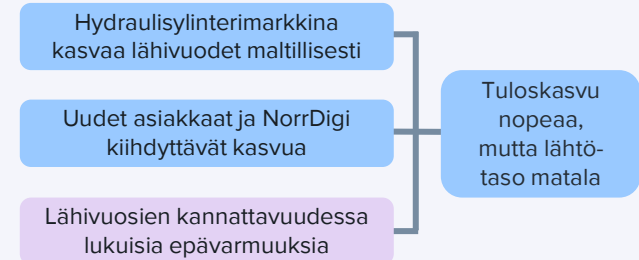 Hydraulisylinterimarkkina
kasvaa lähivuodet maltillisesti
Uudet asiakkaat ja NorrDigi
kiihdyttävät kasvua
Lähivuosien kannattavuudessa
lukuisia epävarmuuksia
Tuloskasvu
nopeaa,
mutta lähtö-
taso matala